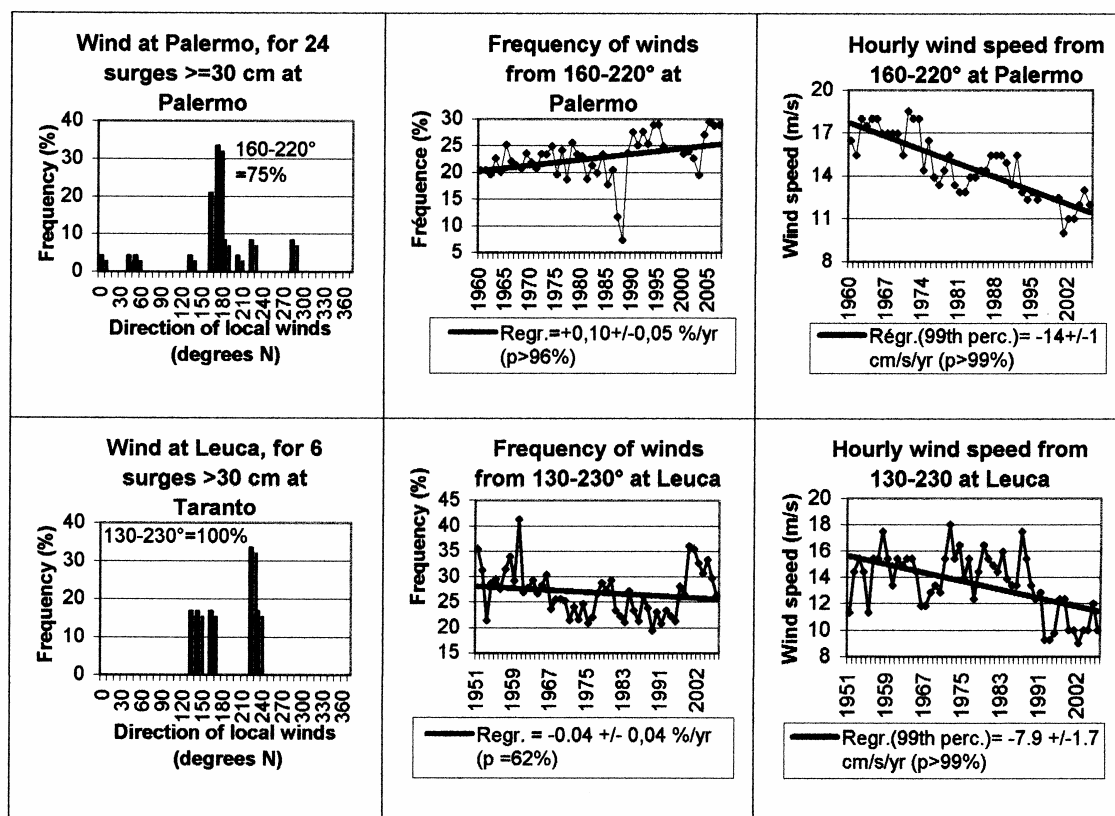 Wind at Palermo, for 24
surges >=30 cm at
Palermo
Frequency (%)
40
30
20
10
0
160-220°
=75%
0
30
60
90
120
150
180
210
240
270
300
330
360
Direction of local winds
(degrees N)
Frequency of winds
from 160-220° at
Palermo
Fréquence (%)
30
25
20
15
10
5
1960
1965
1970
1975
1980
1985
1990
1995
2000
2005
Regr.=+0,10+/-0,05 %/yr
(p>96%)
Hourly wind speed from
160-220° at Palermo
Wind speed (m/s)
20
17
14
11
8
1960
1967
1974
1981
1988
1995
2002
Régr.(99th perc.)= -14+/-1
cm/s/yr (p>99%)
Wind at Leuca, for 6
surges >30 cm at
Taranto
Frequency (%)
40
30
20
10
0
130-230°=100%
0
30
60
90
120
150
180
210
240
270
300
330
360
Direction of local winds
(degrees N)
Frequency of winds
from 130-230° at Leuca
Frequency (%)
45
40
35
30
25
20
15
1951
1959
1967
1975
1983
1991
2002
Regr. = -0.04 +/- 0,04 %/yr
(p =62%)
Hourly wind speed from
130-230 at Leuca
Wind speed (m/s)
20
18
16
14
12
10
8
1951
1959
1967
1975
1983
1991
2002
Regr.(99th perc.)= -7.9 +/-1.7
cm/s/yr (p>99%)